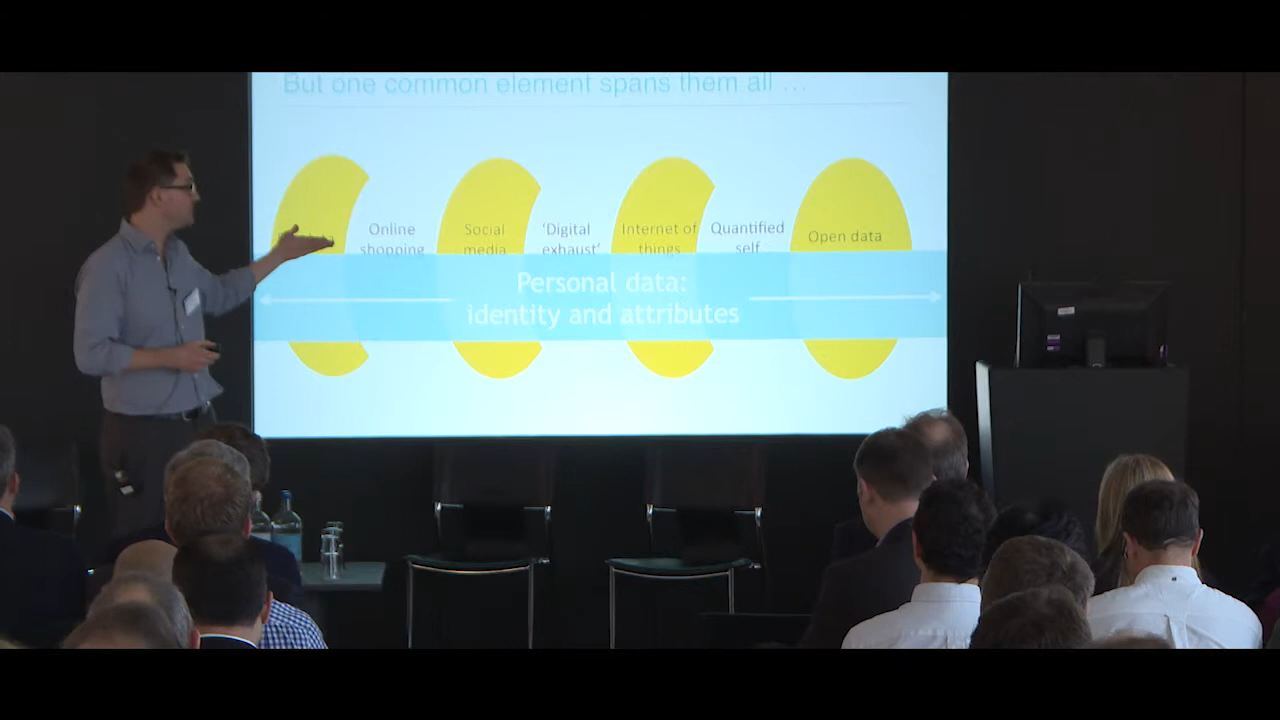 But one common element spans them all ...
Online
shopping
Social
media
‘Digital
exhaust’
Internet of
things
Quantified
self
Open data
Personal data:
identity and attributes